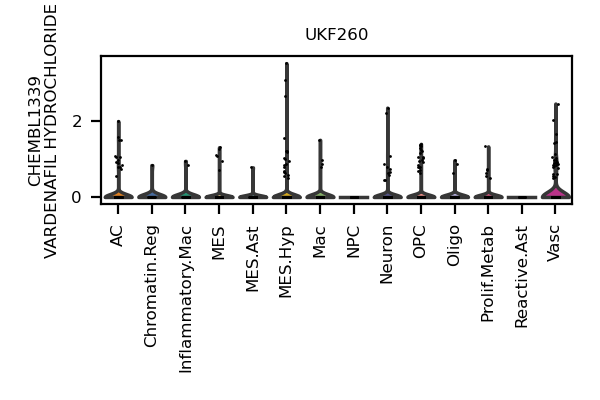 UKF260
CHEMBL1339
VARDENAFIL HYDROCHLORIDE
2
0
AC
Chromatin.Reg
Inflammatory.Mac
MES
MES.Ast
MES.Hyp
Mac
NPC
Neuron
OPC
Oligo
Prolif.Metab
Reactive.Ast
Vasc